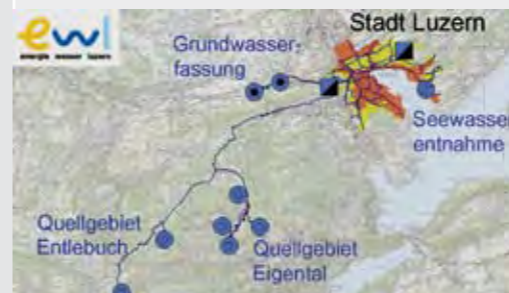 ewl
energie wasser luzern
Stadt Luzern
Grundwasser-
fassung
Seewasser
entnahme
Quellgebiet
Entlebuch
Quellgebiet
Eigental